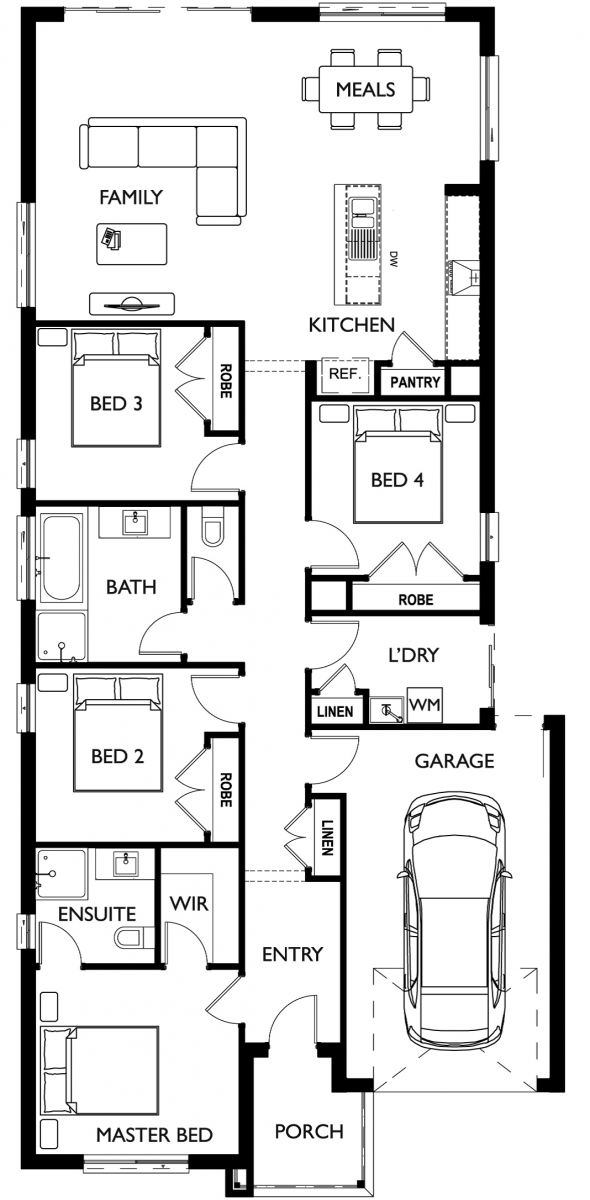 MEALS
FAMILY
DW
KITCHEN
REF.
PANTRY
ROBE
BED 3
BED 4
BATH
ROBE
L'DRY
LINEN
WM
BED 2
ROBE
GARAGE
LINEN
ENSUITE
WIR
ENTRY
MASTER BED
PORCH